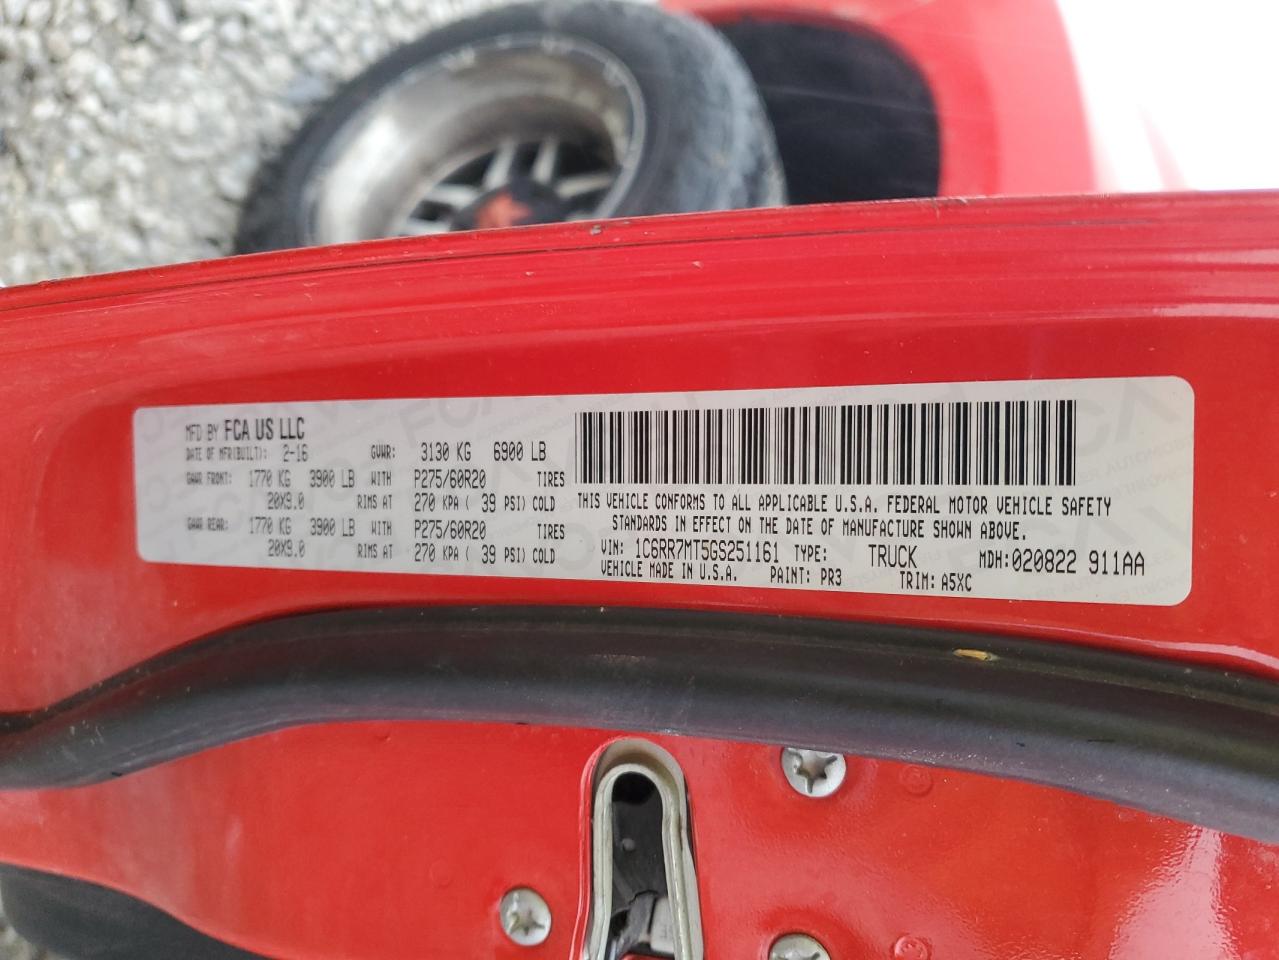 MFD BY FCA US LLC
DATE OF MFR(BUILT): 2-16 GVWR: 3130 KG 6900 LB
GAWR FRONT: 1770 KG 3900 LB WITH P275/60R20 TIRES
20X9.0 RIMS AT 270 KPA ( 39 PSI) COLD
GAWR REAR: 1770 KG 3900 LB WITH P275/60R20 TIRES
20X9.0 RIMS AT 270 KPA ( 39 PSI) COLD
THIS VEHICLE CONFORMS TO ALL APPLICABLE U.S.A. FEDERAL MOTOR VEHICLE SAFETY
STANDARDS IN EFFECT ON THE DATE OF MANUFACTURE SHOWN ABOVE.
VIN: 1C6RR7MT5GS251161 TYPE: TRUCK MDH:020822 911AA
VEHICLE MADE IN U.S.A. PAINT: PR3 TRIM: A5XC